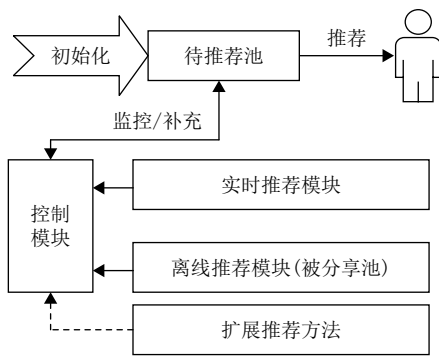 初始化
待推荐池
推荐
监控/补充
控制
模块
实时推荐模块
离线推荐模块(被分享池)
扩展推荐方法